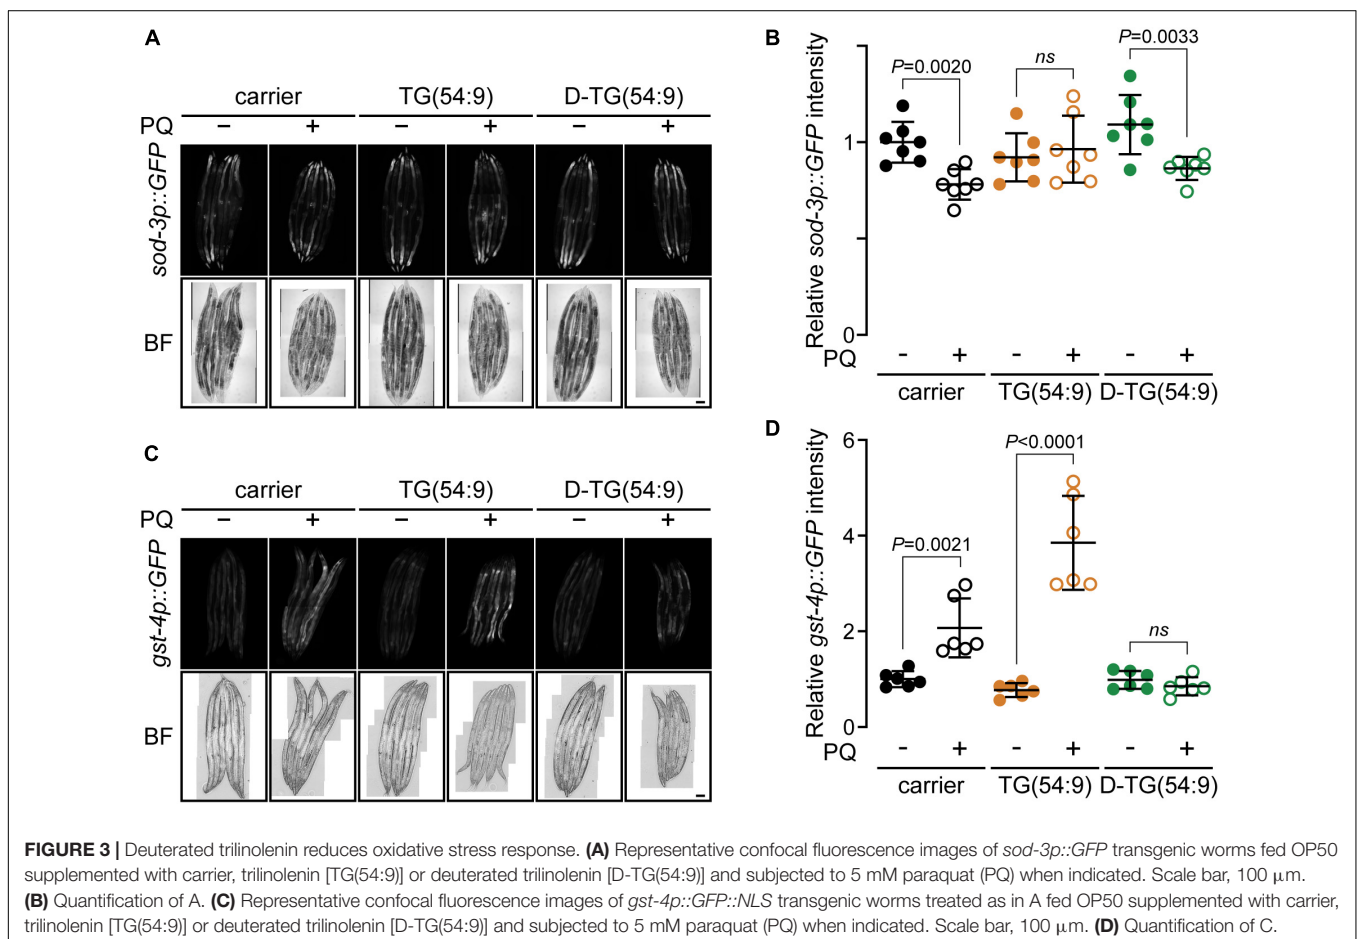 A
carrier TG(54:9) D-TG(54:9)
PQ − + − + − +
sod-3p::GFP
BF
B
Relative sod-3p::GFP intensity
P=0.0020 ns P=0.0033
1
0
PQ - + - + - +
carrier TG(54:9) D-TG(54:9)
C
carrier TG(54:9) D-TG(54:9)
PQ − + − + − +
gst-4p::GFP
BF
D
Relative gst-4p::GFP intensity
6
P<0.0001
4
P=0.0021
2
ns
0
PQ - + - + - +
carrier TG(54:9) D-TG(54:9)
FIGURE 3 | Deuterated trilinolenin reduces oxidative stress response. (A) Representative confocal fluorescence images of sod-3p::GFP transgenic worms fed OP50
supplemented with carrier, trilinolenin [TG(54:9)] or deuterated trilinolenin [D-TG(54:9)] and subjected to 5 mM paraquat (PQ) when indicated. Scale bar, 100 μm.
(B) Quantification of A. (C) Representative confocal fluorescence images of gst-4p::GFP::NLS transgenic worms treated as in A fed OP50 supplemented with carrier,
trilinolenin [TG(54:9)] or deuterated trilinolenin [D-TG(54:9)] and subjected to 5 mM paraquat (PQ) when indicated. Scale bar, 100 μm. (D) Quantification of C.